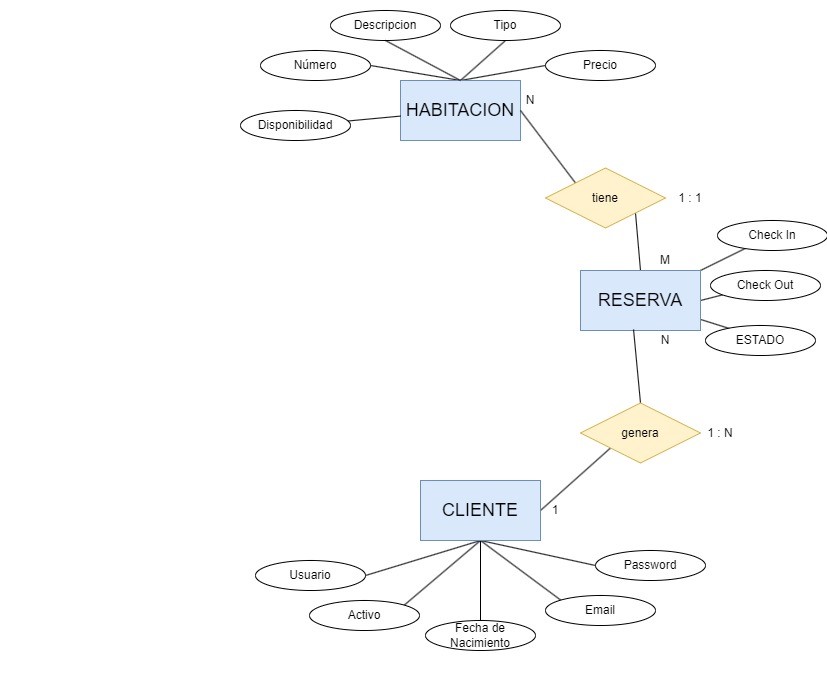 Descripcion
Tipo
Número
Precio
HABITACION
N
Disponibilidad
tiene
1 : 1
Check In
M
Check Out
RESERVA
N
ESTADO
genera
1 : N
CLIENTE
1
Password
Usuario
Email
Activo
Fecha de
Nacimiento